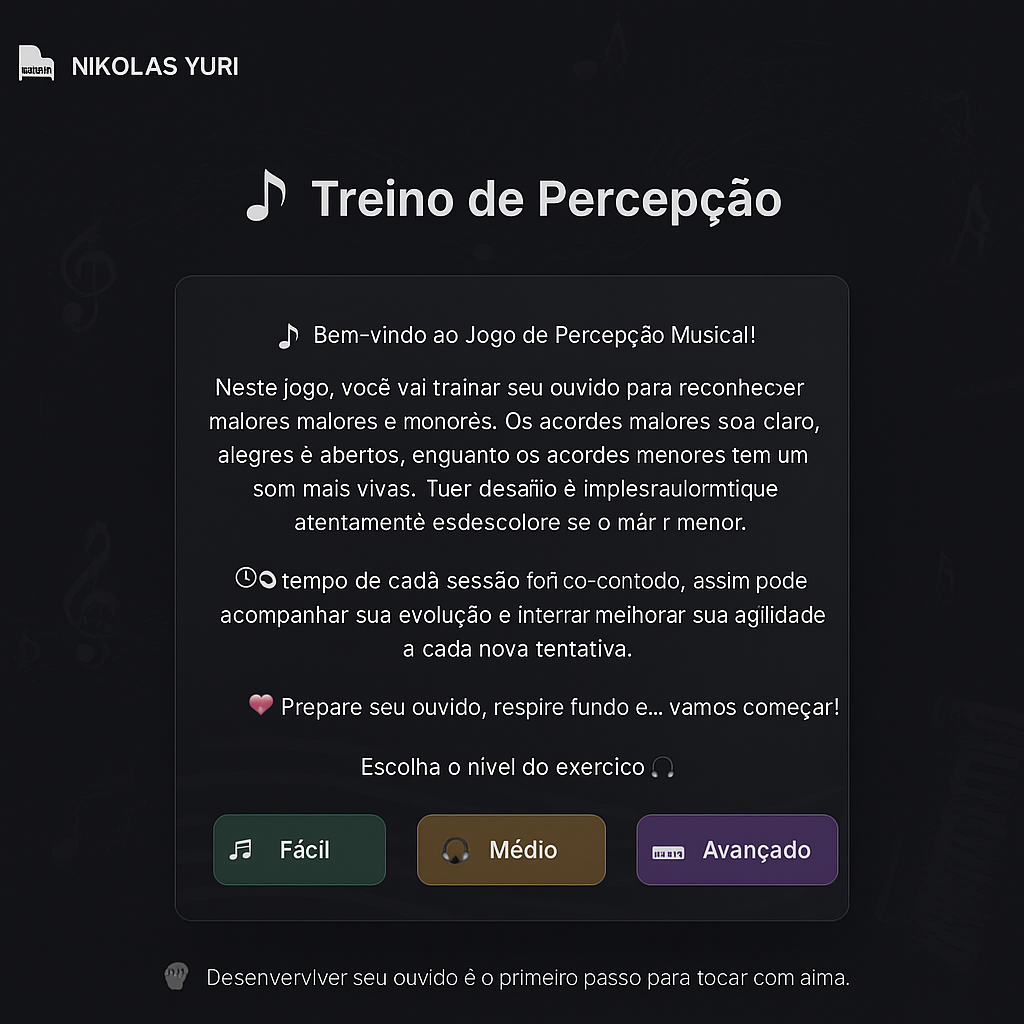 NIKOLAS YURI
Treino de Percepção
Bem-vindo ao Jogo de Percepção Musical!
Neste jogo, vocẽ vai trainar seu ouvido para reconhecer
malores malores e monorès. Os acordes malores soa claro,
alegres è abertos, enguanto os acordes menores tem um
som mais vivas. Tuer desañio è implesraulormtique
atentamentè esdescolore se o már r menor.
tempo de cadâ sessão foñ co-contodo, assim pode
acompanhar sua evolução e interrar meihorar sua agilidade
a cada nova tentativa.
Prepare seu ouvido, respire fundo e... vamos começar!
Escolha o nivel do exercico
Fácil
Médio
Avançado
Desenvervlver seu ouvido è o primeiro passo para tocar com aima.